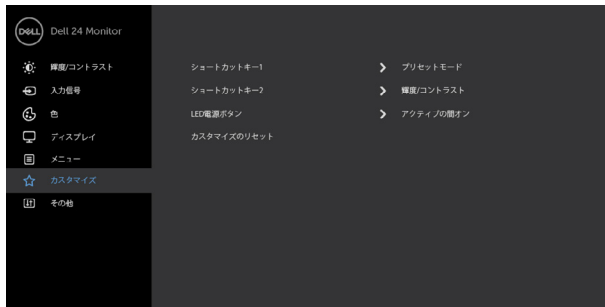 DELL Dell 24 Monitor
輝度/コントラスト
入力信号
色
ディスプレイ
メニュー
カスタマイズ
その他
ショートカットキー1 プリセットモード
ショートカットキー2 輝度/コントラスト
LED電源ボタン アクティブの間オン
カスタマイズのリセット